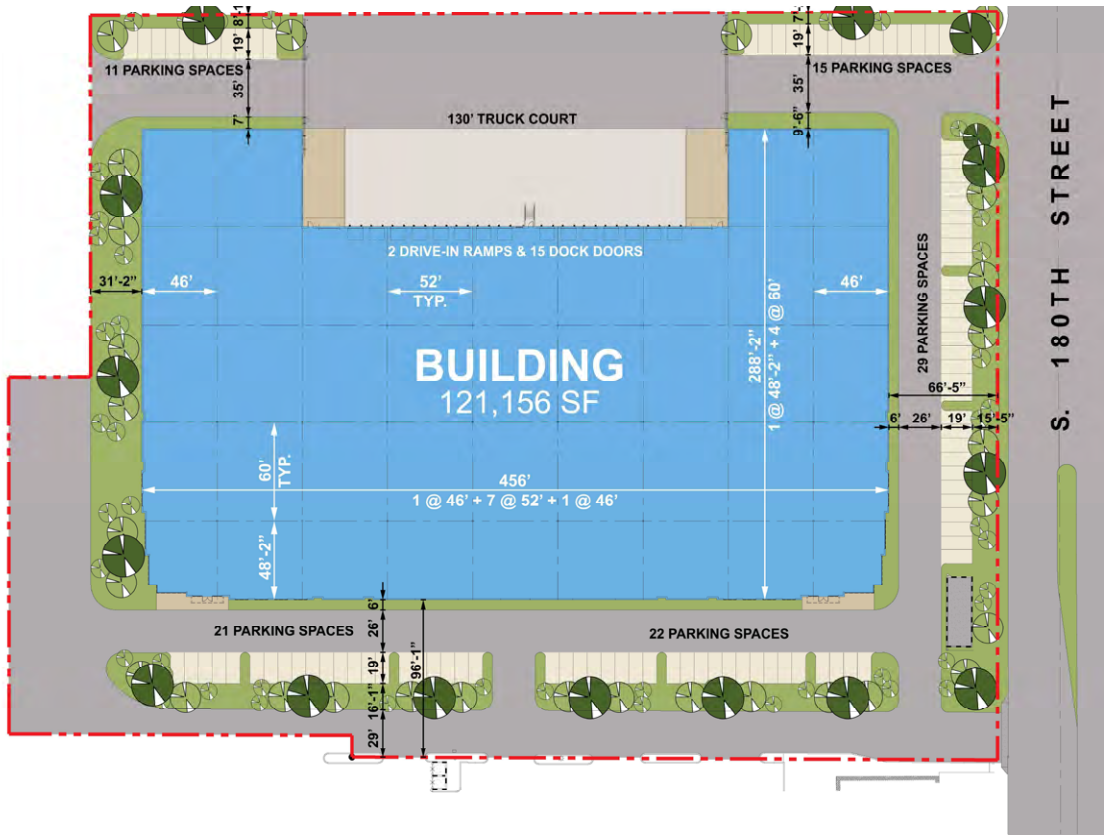 8'-1
19'
11 PARKING SPACES
35'
7'
7'-
19'
15 PARKING SPACES
35'
9'-6"
130' TRUCK COURT
2 DRIVE-IN RAMPS & 15 DOCK DOORS
31'-2"
46'
52'
TYP.
46'
288'-2"
1 @ 48'-2" + 4 @ 60'
29 PARKING SPACES
S. 180TH STREET
BUILDING
121,156 SF
66'-5"
6'
26'
19'
15'-5"
60'
TYP.
456'
1 @ 46' + 7 @ 52' + 1 @ 46'
48'-2"
6'
26'
21 PARKING SPACES
22 PARKING SPACES
19'
96'-1"
16'-1"
29'